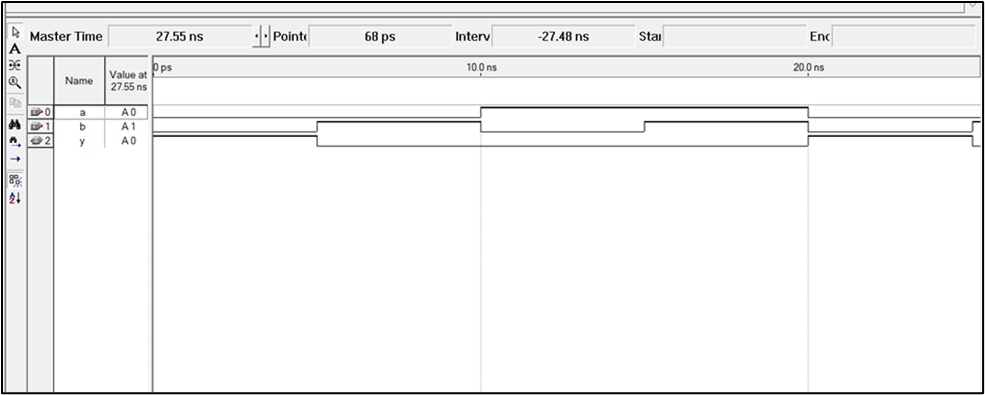 Master Time 27.55 ns Pointe 68 ps Interv -27.48 ns Star End
A
Name Value at 27.55 ns 0 ps 10.0 ns 20.0 ns
0 a A 0
1 b A 1
2 y A 0